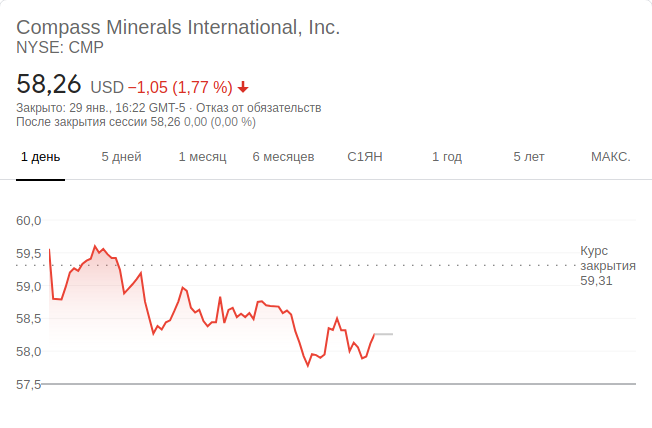 Compass Minerals International, Inc.
NYSE: CMP
58,26 USD −1,05 (1,77 %)
Закрыто: 29 янв., 16:22 GMT-5 · Отказ от обязательств
После закрытия сессии 58,26 0,00 (0,00 %)
1 день 5 дней 1 месяц 6 месяцев С1ЯН 1 год 5 лет МАКС.
60,0
59,5
59,0
58,5
58,0
57,5
Курс
закрытия
59,31